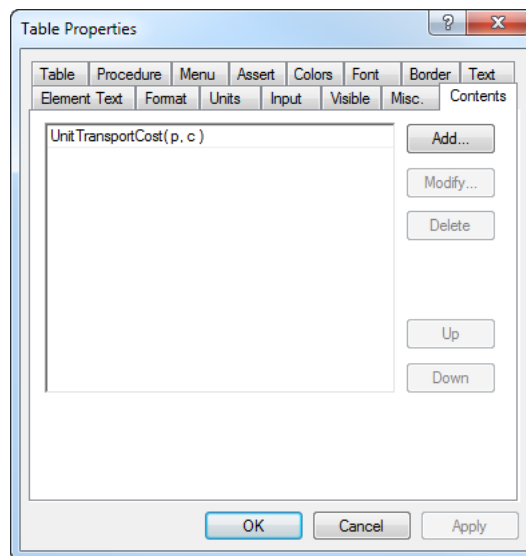 Table Properties
Table Procedure Menu Assert Colors Font Border Text
Element Text Format Units Input Visible Misc. Contents
UnitTransportCost( p, c )
Add...
Modify...
Delete
Up
Down
OK Cancel Apply